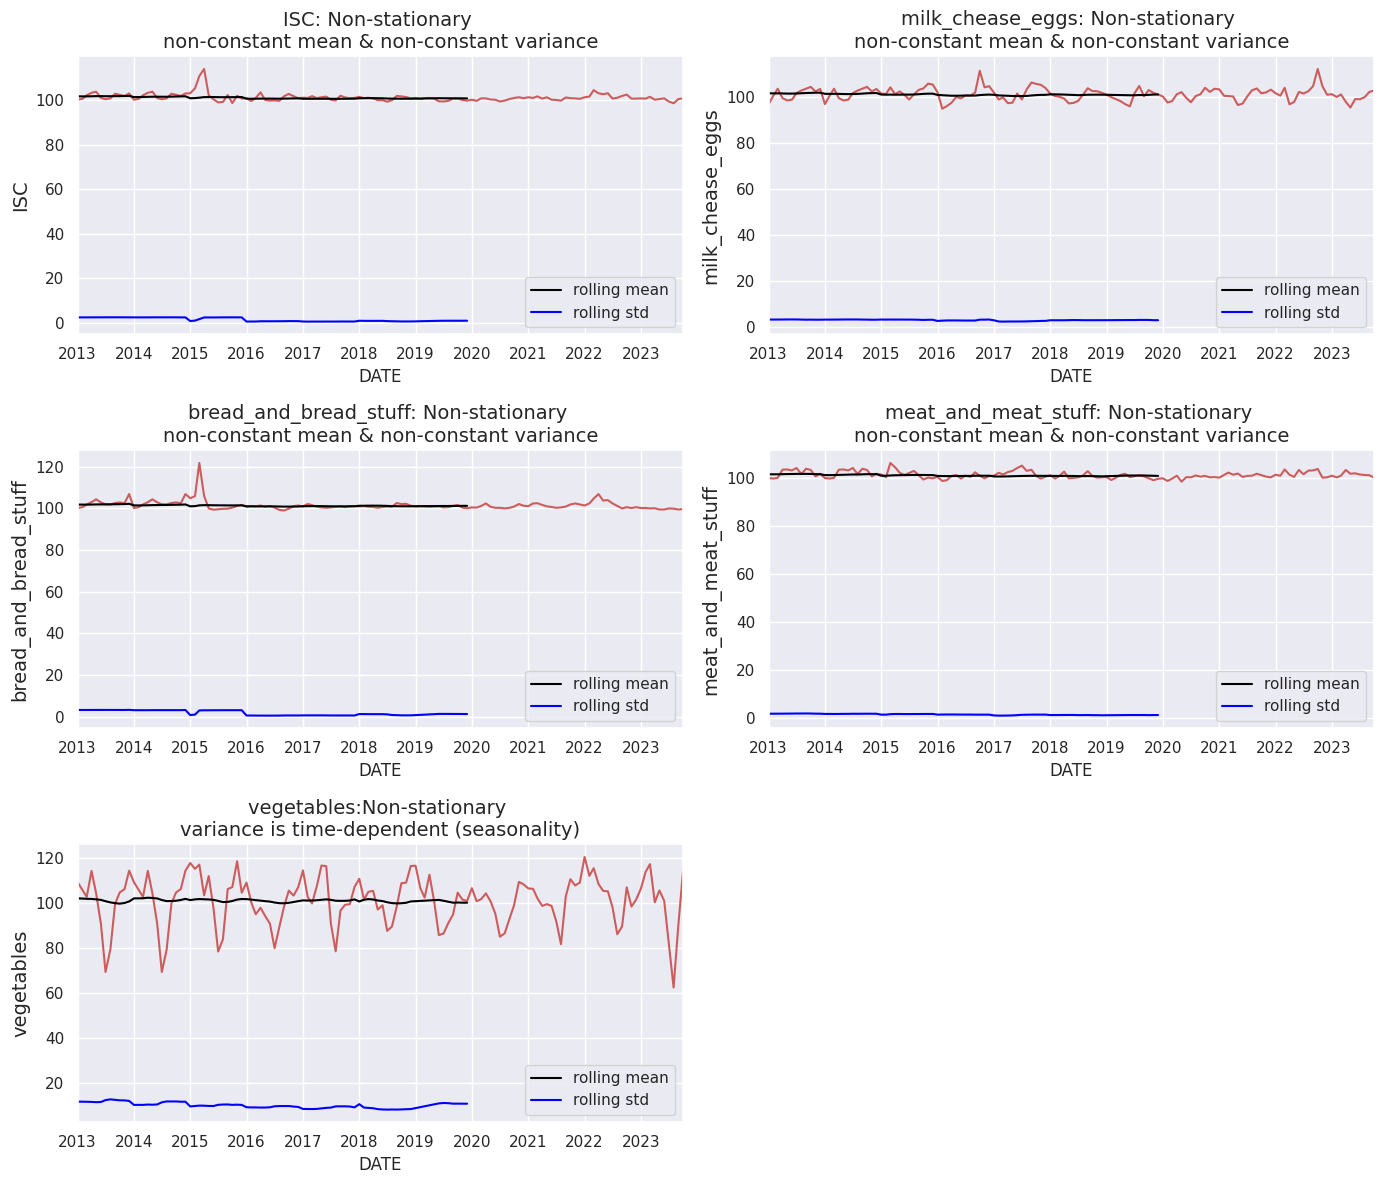 ISC: Non-stationary
non-constant mean & non-constant variance
ISC
100
80
60
40
20
0
rolling mean
rolling std
2013 2014 2015 2016 2017 2018 2019 2020 2021 2022 2023
DATE
milk_chease_eggs: Non-stationary
non-constant mean & non-constant variance
milk_chease_eggs
100
80
60
40
20
0
rolling mean
rolling std
2013 2014 2015 2016 2017 2018 2019 2020 2021 2022 2023
DATE
bread_and_bread_stuff: Non-stationary
non-constant mean & non-constant variance
bread_and_bread_stuff
120
100
80
60
40
20
0
rolling mean
rolling std
2013 2014 2015 2016 2017 2018 2019 2020 2021 2022 2023
DATE
meat_and_meat_stuff: Non-stationary
non-constant mean & non-constant variance
meat_and_meat_stuff
100
80
60
40
20
0
rolling mean
rolling std
2013 2014 2015 2016 2017 2018 2019 2020 2021 2022 2023
DATE
vegetables:Non-stationary
variance is time-dependent (seasonality)
vegetables
120
100
80
60
40
20
rolling mean
rolling std
2013 2014 2015 2016 2017 2018 2019 2020 2021 2022 2023
DATE